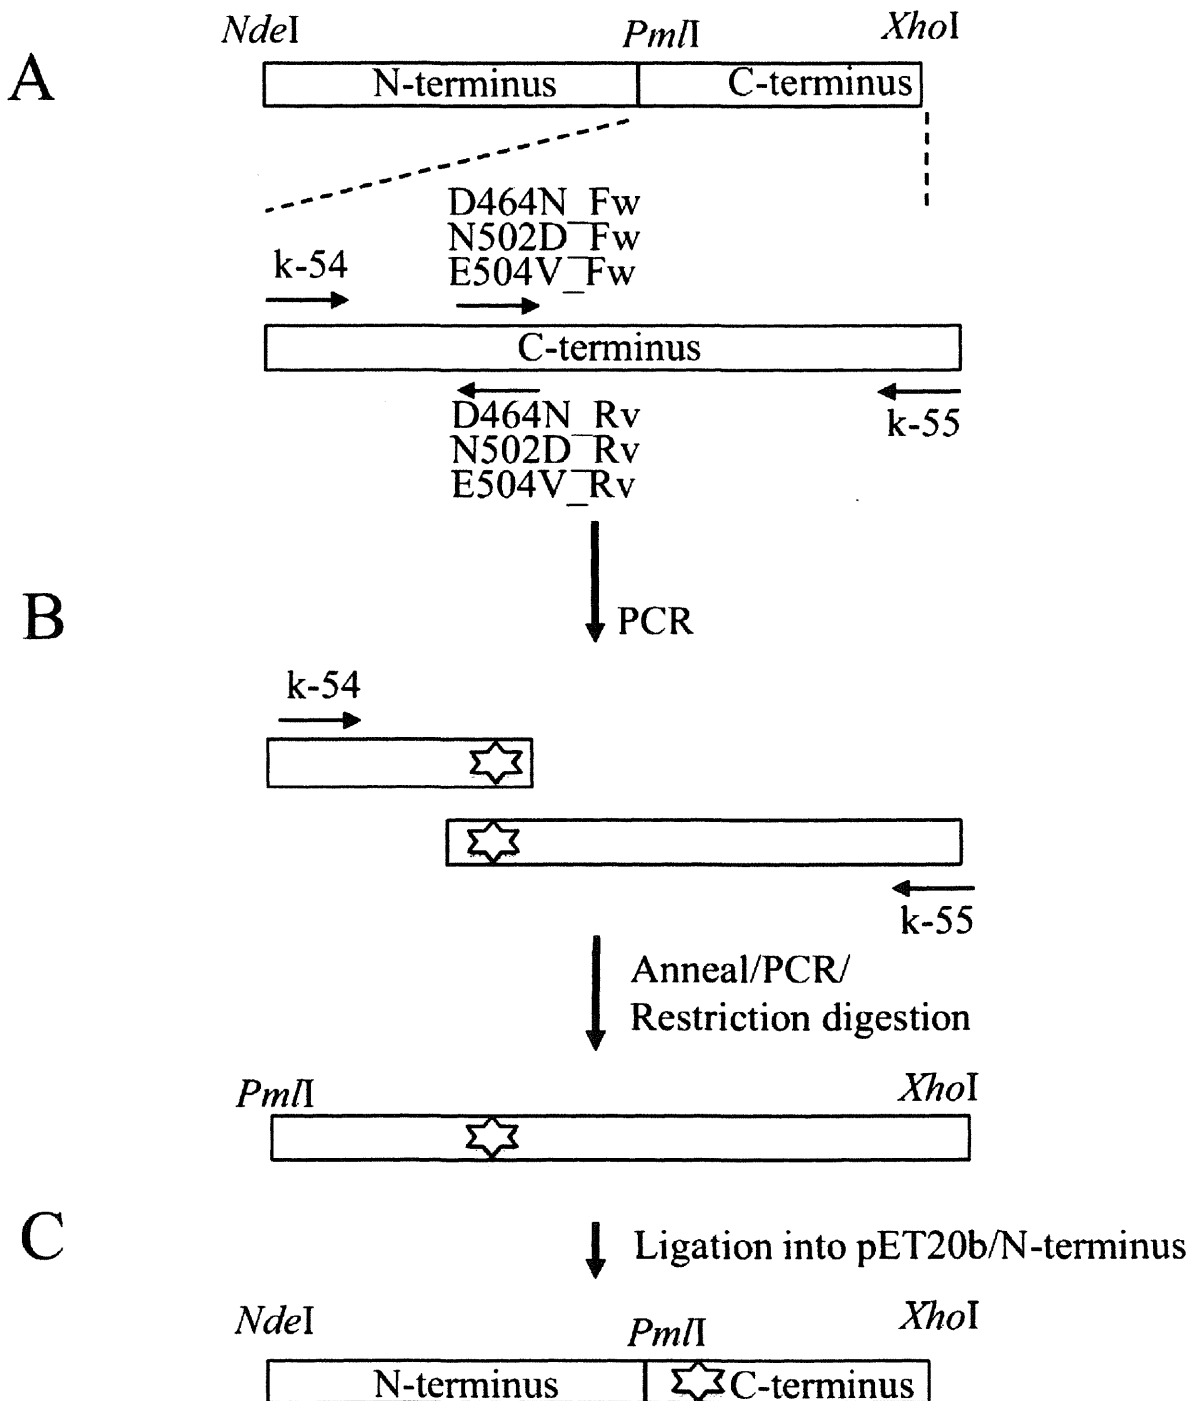 NdeI PmlI XhoI
A
N-terminus C-terminus
D464N_Fw
N502D_Fw
k-54
E504V_Fw
C-terminus
D464N_Rv
k-55
N502D_Rv
E504V_Rv
B
PCR
k-54
k-55
Anneal/PCR/
Restriction digestion
PmlI XhoI
C
Ligation into pET20b/N-terminus
NdeI PmlI XhoI
N-terminus C-terminus